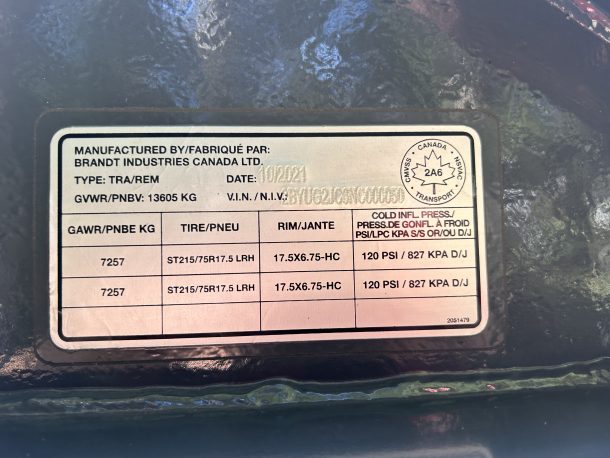 MANUFACTURED BY/FABRIQUÉ PAR:
BRANDT INDUSTRIES CANADA LTD.
TYPE: TRA/REM DATE: 10/2021
GVWR/PNBV: 13605 KG V.I.N. / N.I.V.:
CANADA
CMVSS 2A6 NSVAC
TRANSPORT
GAWR/PNBE KG TIRE/PNEU RIM/JANTE COLD INFL. PRESS./
PRESS.DE GONFL. À FROID
PSI/LPC KPA S/S OR/OU D/J
7257 ST215/75R17.5 LRH 17.5X6.75-HC 120 PSI / 827 KPA D/J
7257 ST215/75R17.5 LRH 17.5X6.75-HC 120 PSI / 827 KPA D/J
2051479